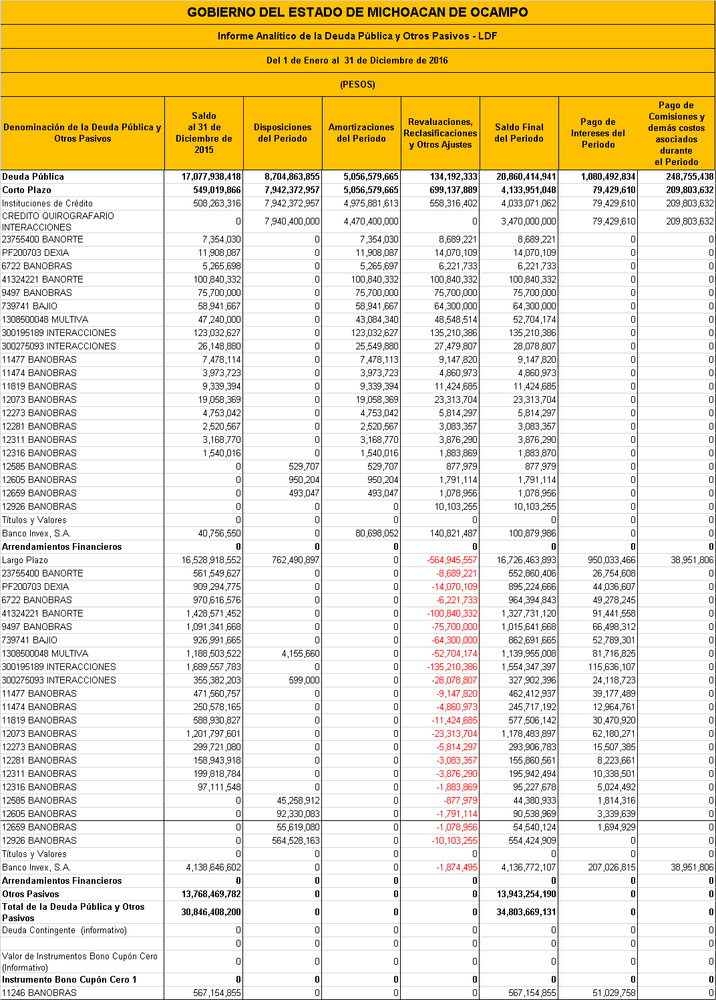 GOBIERNO DEL ESTADO DE MICHOACAN DE OCAMPO
Informe Analítico de la Deuda Pública y Otros Pasivos - LDF
Del 1 de Enero al 31 de Diciembre de 2016
(PESOS)
Denominación de la Deuda Pública y Otros Pasivos | Saldo al 31 de Diciembre de 2015 | Disposiciones del Periodo | Amortizaciones del Periodo | Revaluaciones, Reclasificaciones y Otros Ajustes | Saldo Final del Periodo | Pago de Intereses del Periodo | Pago de Comisiones y demás costos asociados durante el Periodo
Deuda Pública 17,077,938,418 8,704,863,855 5,056,579,665 134,192,333 20,860,414,941 1,080,492,834 248,755,438
Corto Plazo 549,019,866 7,942,372,957 5,056,579,665 699,137,889 4,133,951,048 79,429,610 209,803,632
Instituciones de Crédito 508,263,316 7,942,372,957 4,975,881,613 558,316,402 4,033,071,062 79,429,610 209,803,632
CREDITO QUIROGRAFARIO INTERACCIONES 0 7,940,400,000 4,470,400,000 0 3,470,000,000 79,429,610 209,803,632
23755400 BANORTE 7,354,030 0 7,354,030 8,689,221 8,689,221 0 0
PF200703 DEXIA 11,908,087 0 11,908,087 14,070,109 14,070,109 0 0
6722 BANOBRAS 5,265,698 0 5,265,697 6,221,733 6,221,733 0 0
41324221 BANORTE 100,840,332 0 100,840,332 100,840,332 100,840,332 0 0
9497 BANOBRAS 75,700,000 0 75,700,000 75,700,000 75,700,000 0 0
739741 BAJIO 58,941,667 0 58,941,667 64,300,000 64,300,000 0 0
1308500048 MULTIVA 47,240,000 0 43,084,340 48,548,514 52,704,174 0 0
300195189 INTERACCIONES 123,032,627 0 123,032,627 135,210,386 135,210,386 0 0
300275093 INTERACCIONES 26,148,880 0 25,549,880 27,479,807 28,078,807 0 0
11477 BANOBRAS 7,478,114 0 7,478,113 9,147,820 9,147,820 0 0
11474 BANOBRAS 3,973,723 0 3,973,723 4,860,973 4,860,973 0 0
11819 BANOBRAS 9,339,394 0 9,339,394 11,424,685 11,424,685 0 0
12073 BANOBRAS 19,058,369 0 19,058,369 23,313,704 23,313,704 0 0
12273 BANOBRAS 4,753,042 0 4,753,042 5,814,297 5,814,297 0 0
12281 BANOBRAS 2,520,567 0 2,520,567 3,083,357 3,083,357 0 0
12311 BANOBRAS 3,168,770 0 3,168,770 3,876,290 3,876,290 0 0
12316 BANOBRAS 1,540,016 0 1,540,016 1,883,869 1,883,870 0 0
12585 BANOBRAS 0 529,707 529,707 877,979 877,979 0 0
12605 BANOBRAS 0 950,204 950,204 1,791,114 1,791,114 0 0
12659 BANOBRAS 0 493,047 493,047 1,078,956 1,078,956 0 0
12926 BANOBRAS 0 0 0 10,103,255 10,103,255 0 0
Títulos y Valores 0 0 0 0 0 0 0
Banco Invex, S.A. 40,756,550 0 80,698,052 140,821,487 100,879,986 0 0
Arrendamientos Financieros 0 0 0 0 0 0 0
Largo Plazo 16,528,918,552 762,490,897 0 -564,945,557 16,726,463,893 950,033,466 38,951,806
23755400 BANORTE 561,549,627 0 0 -8,689,221 552,860,406 26,754,608 0
PF200703 DEXIA 909,294,775 0 0 -14,070,109 895,224,666 44,036,607 0
6722 BANOBRAS 970,616,576 0 0 -6,221,733 964,394,843 49,278,245 0
41324221 BANORTE 1,428,571,452 0 0 -100,840,332 1,327,731,120 91,441,558 0
9497 BANOBRAS 1,091,341,668 0 0 -75,700,000 1,015,641,668 66,498,312 0
739741 BAJIO 926,991,665 0 0 -64,300,000 862,691,665 52,789,301 0
1308500048 MULTIVA 1,188,503,522 4,155,660 0 -52,704,174 1,139,955,008 81,716,825 0
300195189 INTERACCIONES 1,689,557,783 0 0 -135,210,386 1,554,347,397 115,636,107 0
300275093 INTERACCIONES 355,382,203 599,000 0 -28,078,807 327,902,396 24,118,723 0
11477 BANOBRAS 471,560,757 0 0 -9,147,820 462,412,937 39,177,489 0
11474 BANOBRAS 250,578,165 0 0 -4,860,973 245,717,192 12,964,761 0
11819 BANOBRAS 588,930,827 0 0 -11,424,685 577,506,142 30,470,920 0
12073 BANOBRAS 1,201,797,601 0 0 -23,313,704 1,178,483,897 62,180,271 0
12273 BANOBRAS 299,721,080 0 0 -5,814,297 293,906,783 15,507,385 0
12281 BANOBRAS 158,943,918 0 0 -3,083,357 155,860,561 8,223,661 0
12311 BANOBRAS 199,818,784 0 0 -3,876,290 195,942,494 10,338,501 0
12316 BANOBRAS 97,111,548 0 0 -1,883,869 95,227,678 5,024,492 0
12585 BANOBRAS 0 45,258,912 0 -877,979 44,380,933 1,814,316 0
12605 BANOBRAS 0 92,330,083 0 -1,791,114 90,538,969 3,339,639 0
12659 BANOBRAS 0 55,619,080 0 -1,078,956 54,540,124 1,694,929 0
12926 BANOBRAS 0 564,528,163 0 -10,103,255 554,424,909 0 0
Títulos y Valores 0 0 0 0 0 0 0
Banco Invex, S.A. 4,138,646,602 0 0 -1,874,495 4,136,772,107 207,026,815 38,951,806
Arrendamientos Financieros 0 0 0 0 0 0 0
Otros Pasivos 13,768,469,782 0 0 0 13,943,254,190 0 0
Total de la Deuda Pública y Otros Pasivos 30,846,408,200 0 0 0 34,803,669,131 0 0
Deuda Contingente (informativo) 0 0 0 0 0 0 0
0 0 0 0 0 0 0
Valor de Instrumentos Bono Cupón Cero (Informativo) 0 0 0 0 0 0 0
Instrumento Bono Cupón Cero 1 0 0 0 0 0 0 0
11246 BANOBRAS 567,154,855 0 0 0 567,154,855 51,029,758 0